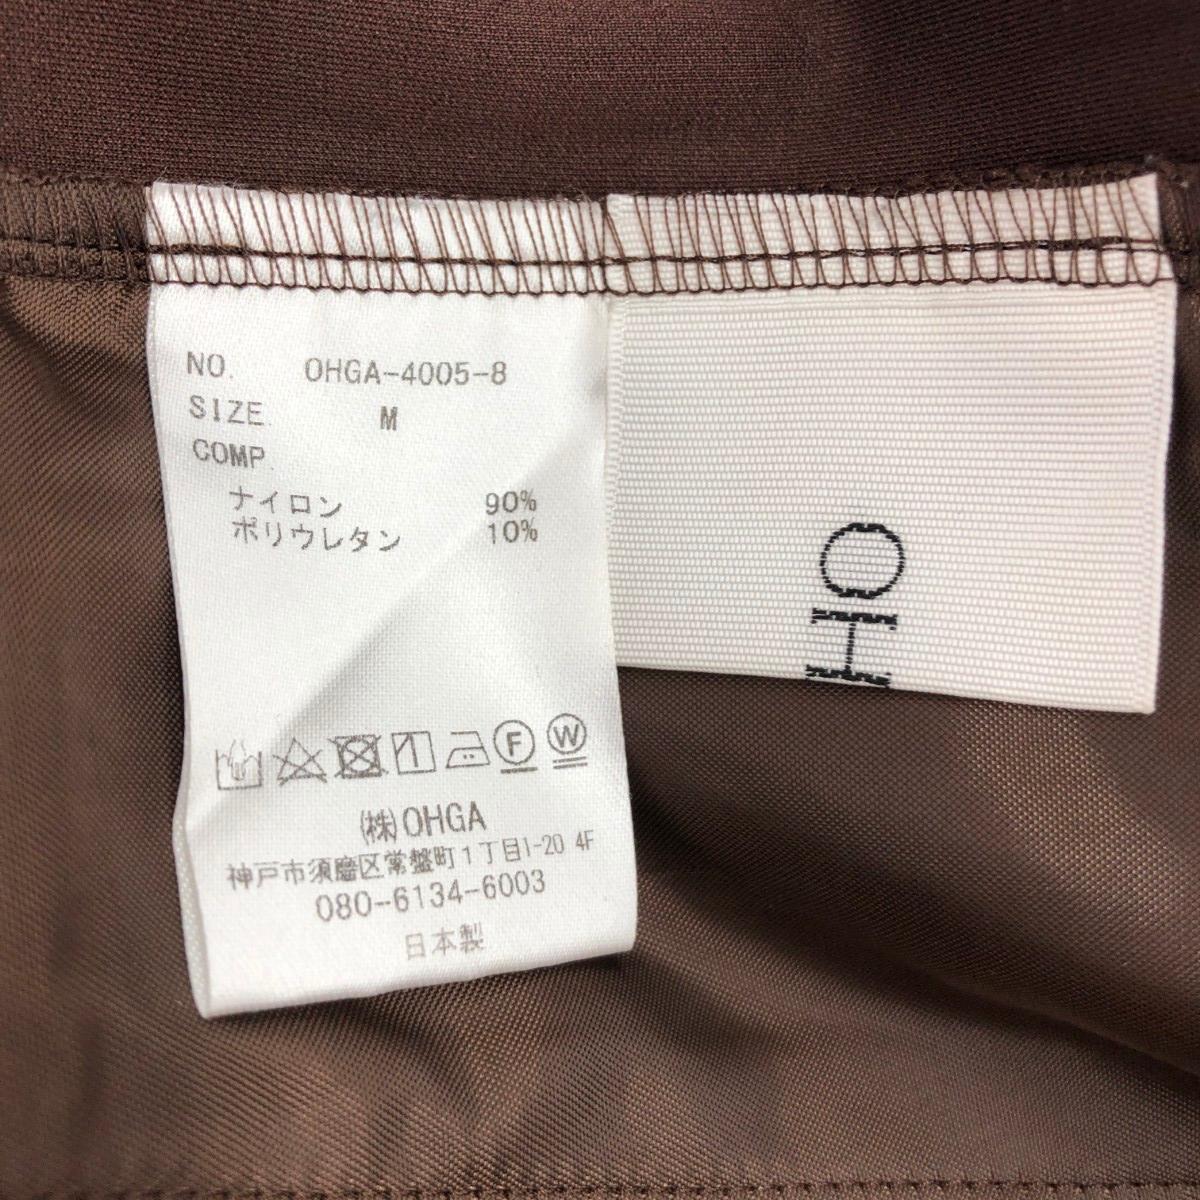 NO. OHGA-4005-8
SIZE. M
COMP.
ナイロン 90%
ポリウレタン 10%
F W
㈱OHGA
神戸市須磨区常盤町1丁目1-20 4F
080-6134-6003
日本製
OH